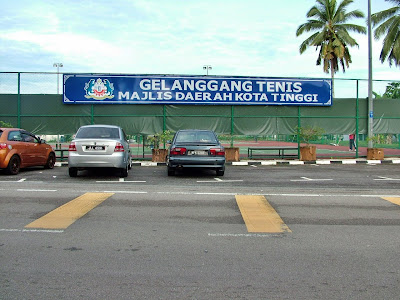 GELANGGANG TENIS
MAJLIS DAERAH KOTA TINGGI